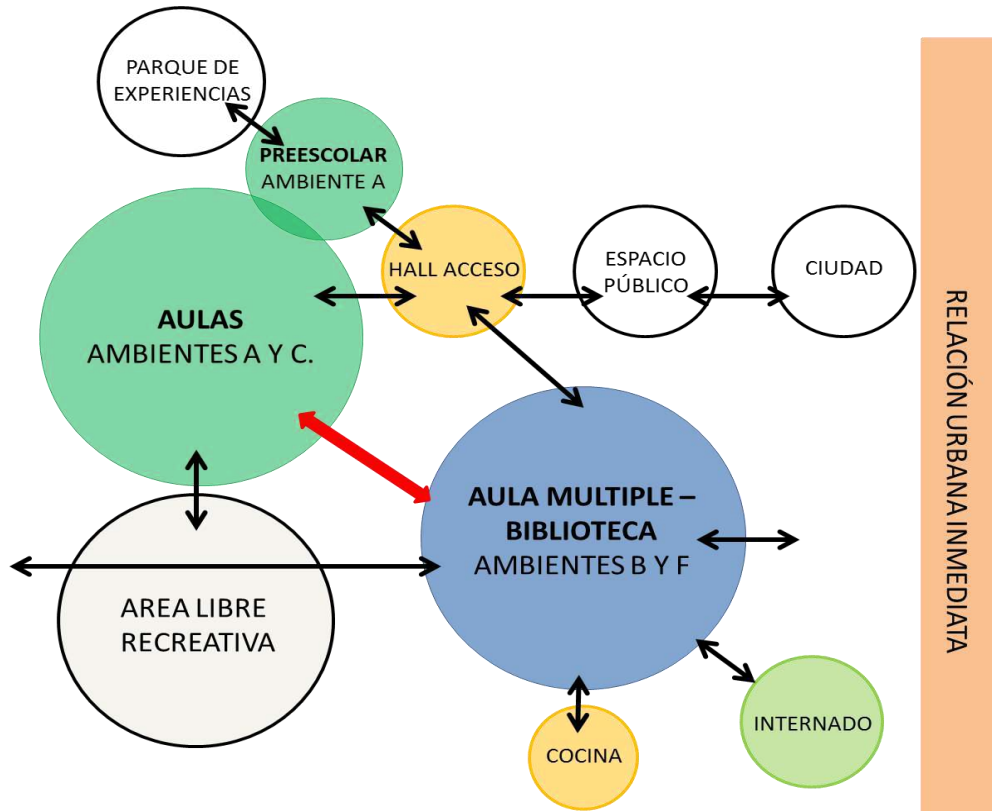 PARQUE DE
EXPERIENCIAS
PREESCOLAR
AMBIENTE A
HALL ACCESO
ESPACIO
PÚBLICO
CIUDAD
AULAS
AMBIENTES A Y C.
AULA MULTIPLE –
BIBLIOTECA
AMBIENTES B Y F
AREA LIBRE
RECREATIVA
COCINA
INTERNADO
RELACIÓN URBANA INMEDIATA